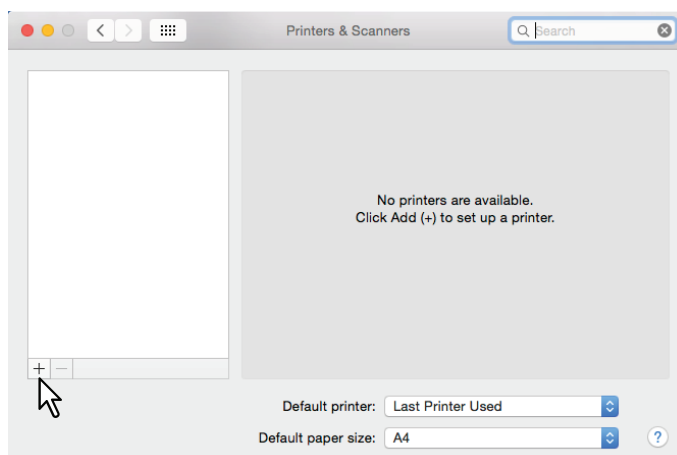 Printers & Scanners
Search
No printers are available.
Click Add (+) to set up a printer.
+ −
Default printer: Last Printer Used
Default paper size: A4 ?